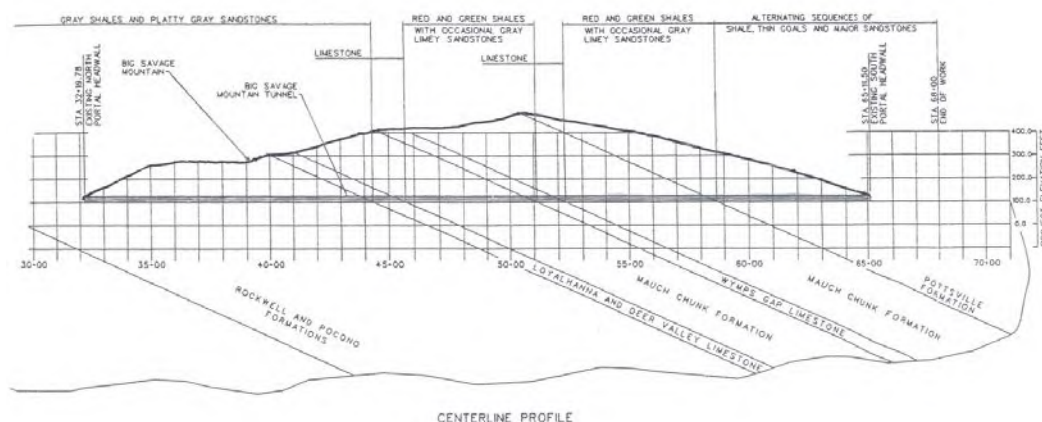 GRAY SHALES AND PLATTY GRAY SANDSTONES
RED AND GREEN SHALES
WITH OCCASIONAL GRAY
LIMEY SANDSTONES
RED AND GREEN SHALES
WITH OCCASIONAL GRAY
LIMEY SANDSTONES
ALTERNATING SEQUENCES OF
SHALE, THIN COALS AND MAJOR SANDSTONES
LIMESTONE
LIMESTONE
BIG SAVAGE
MOUNTAIN
BIG SAVAGE
MOUNTAIN TUNNEL
STA 32+19.78
EXISTING NORTH
PORTAL HEADWALL
STA 65+11.50
EXISTING SOUTH
PORTAL HEADWALL
STA 68+00
END OF WORK
400.0
300.0
200.0
100.0
0.0
30+00
35+00
40+00
45+00
50+00
55+00
60+00
65+00
70+00
ROCKWELL AND POCONO
FORMATIONS
LOYALHANNA AND DEER VALLEY LIMESTONE
MAUCH CHUNK FORMATION
WYMPS GAP LIMESTONE
MAUCH CHUNK FORMATION
POTTSVILLE
FORMATION
CENTERLINE PROFILE